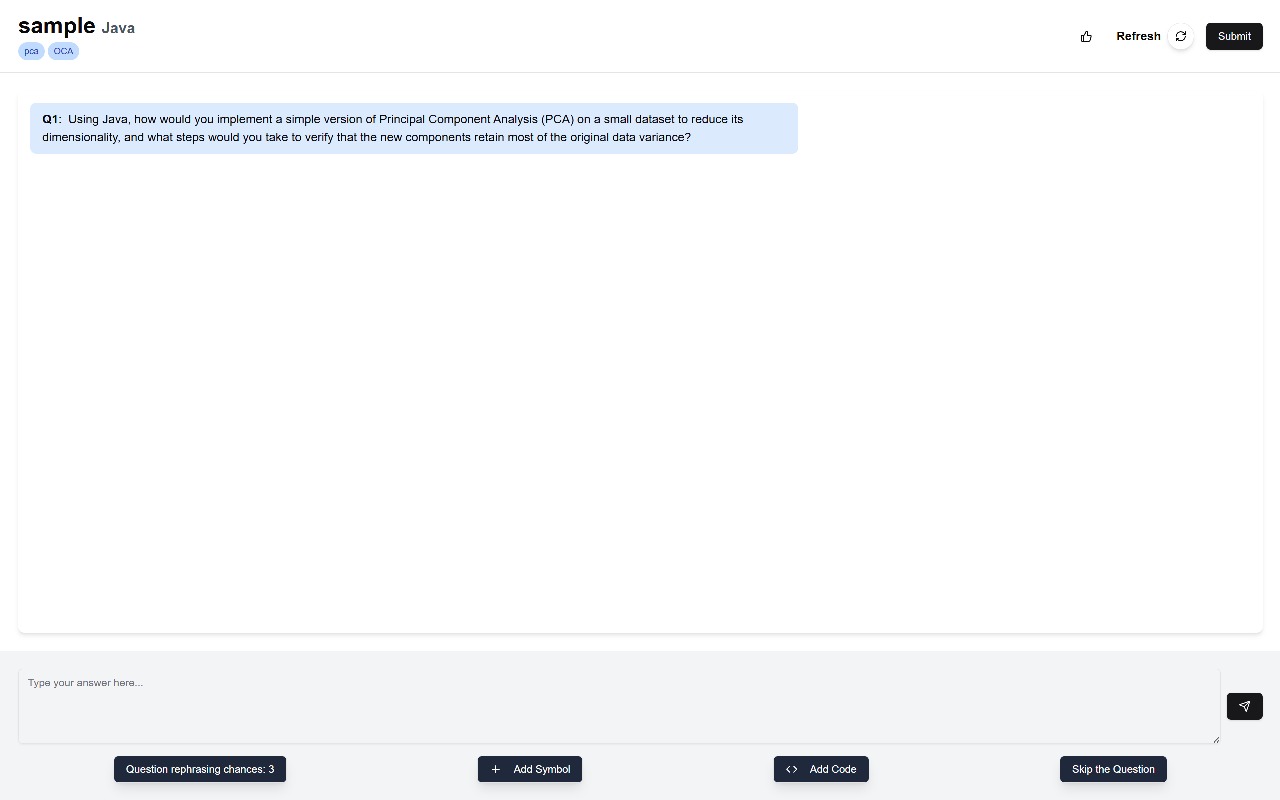 sample Java
pca OCA
Refresh
Submit
Q1: Using Java, how would you implement a simple version of Principal Component Analysis (PCA) on a small dataset to reduce its
dimensionality, and what steps would you take to verify that the new components retain most of the original data variance?
Type your answer here...
Question rephrasing chances: 3
Add Symbol
Add Code
Skip the Question